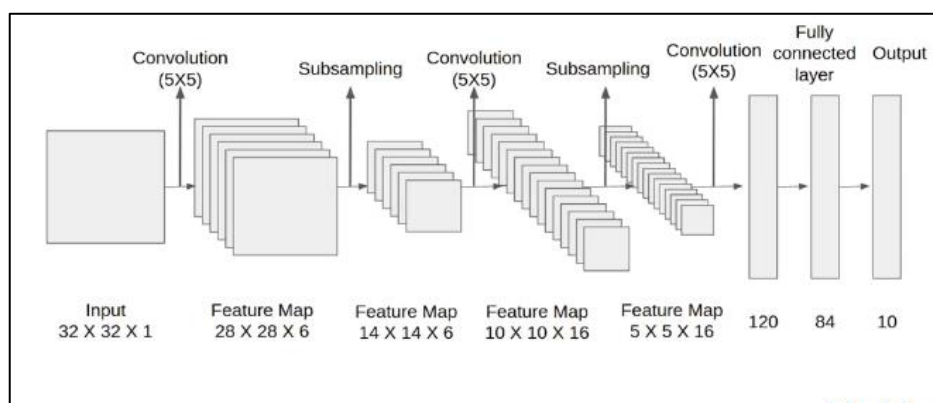 Convolution
(5X5)
Subsampling
Convolution
(5X5)
Subsampling
Convolution
(5X5)
Fully
connected
layer
Output
Input
32 X 32 X 1
Feature Map
28 X 28 X 6
Feature Map
14 X 14 X 6
Feature Map
10 X 10 X 16
Feature Map
5 X 5 X 16
120
84
10